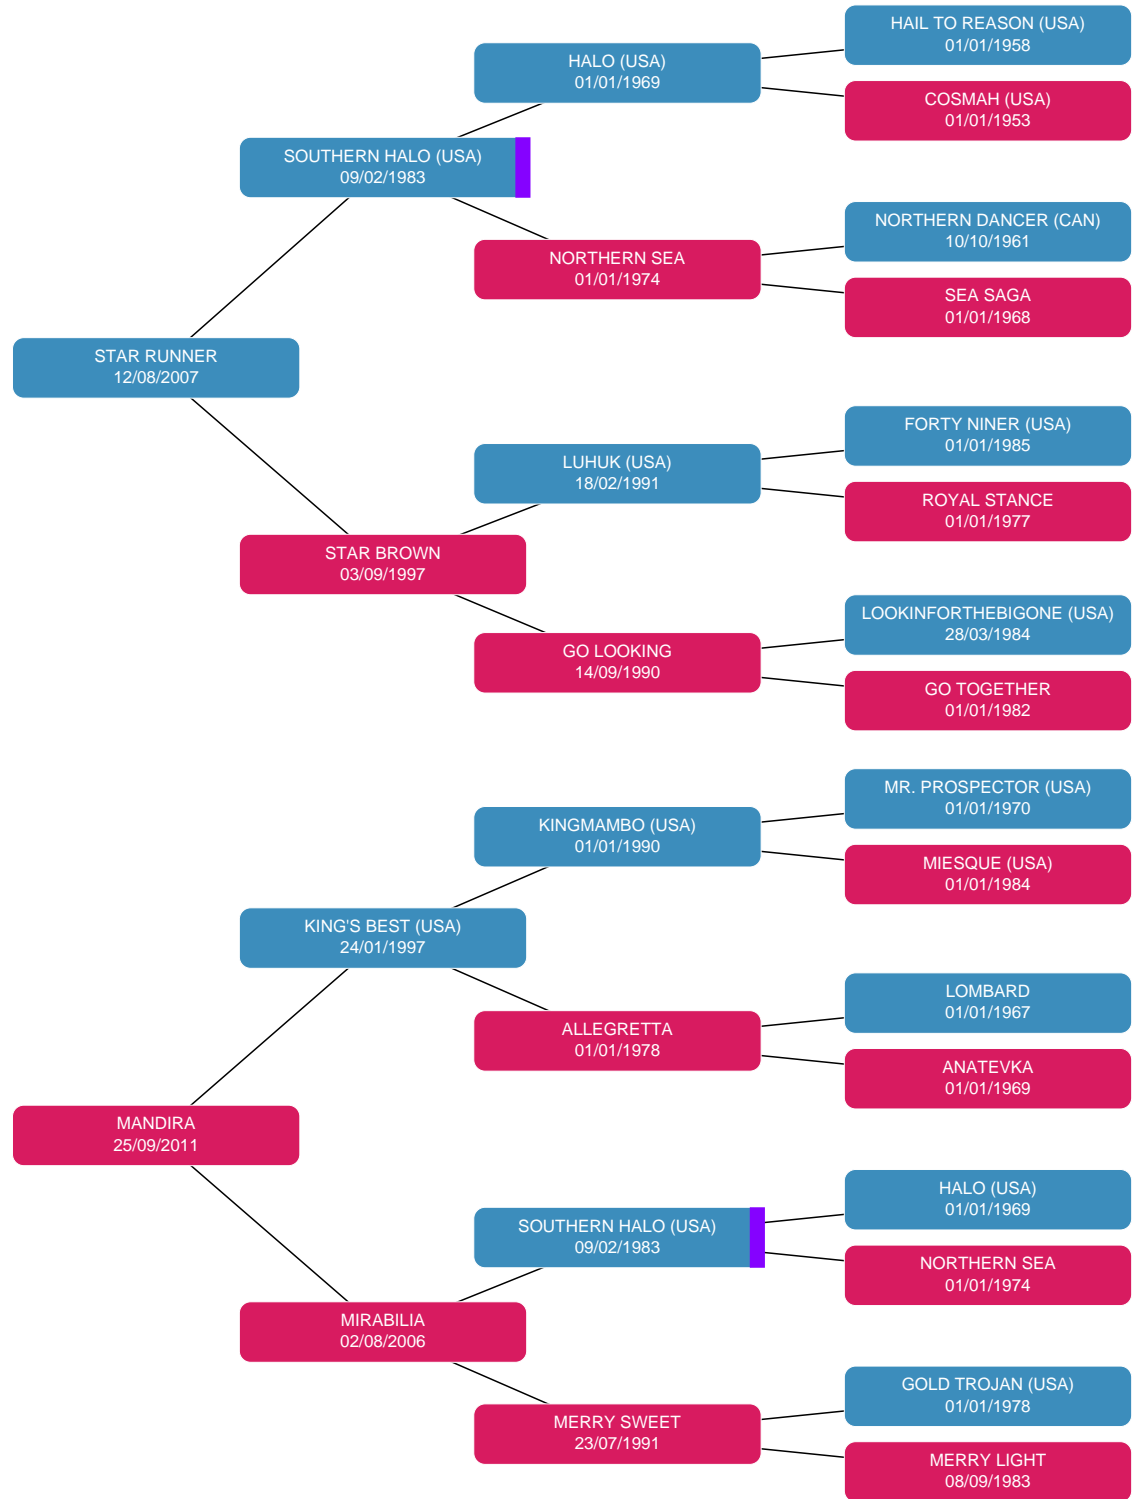 HAIL TO REASON (USA)
01/01/1958
HALO (USA)
01/01/1969
COSMAH (USA)
01/01/1953
SOUTHERN HALO (USA)
09/02/1983
NORTHERN DANCER (CAN)
10/10/1961
NORTHERN SEA
01/01/1974
SEA SAGA
01/01/1968
STAR RUNNER
12/08/2007
FORTY NINER (USA)
01/01/1985
LUHUK (USA)
18/02/1991
ROYAL STANCE
01/01/1977
STAR BROWN
03/09/1997
LOOKINFORTHEBIGONE (USA)
28/03/1984
GO LOOKING
14/09/1990
GO TOGETHER
01/01/1982
MR. PROSPECTOR (USA)
01/01/1970
KINGMAMBO (USA)
01/01/1990
MIESQUE (USA)
01/01/1984
KING'S BEST (USA)
24/01/1997
LOMBARD
01/01/1967
ALLEGRETTA
01/01/1978
ANATEVKA
01/01/1969
MANDIRA
25/09/2011
HALO (USA)
01/01/1969
SOUTHERN HALO (USA)
09/02/1983
NORTHERN SEA
01/01/1974
MIRABILIA
02/08/2006
GOLD TROJAN (USA)
01/01/1978
MERRY SWEET
23/07/1991
MERRY LIGHT
08/09/1983